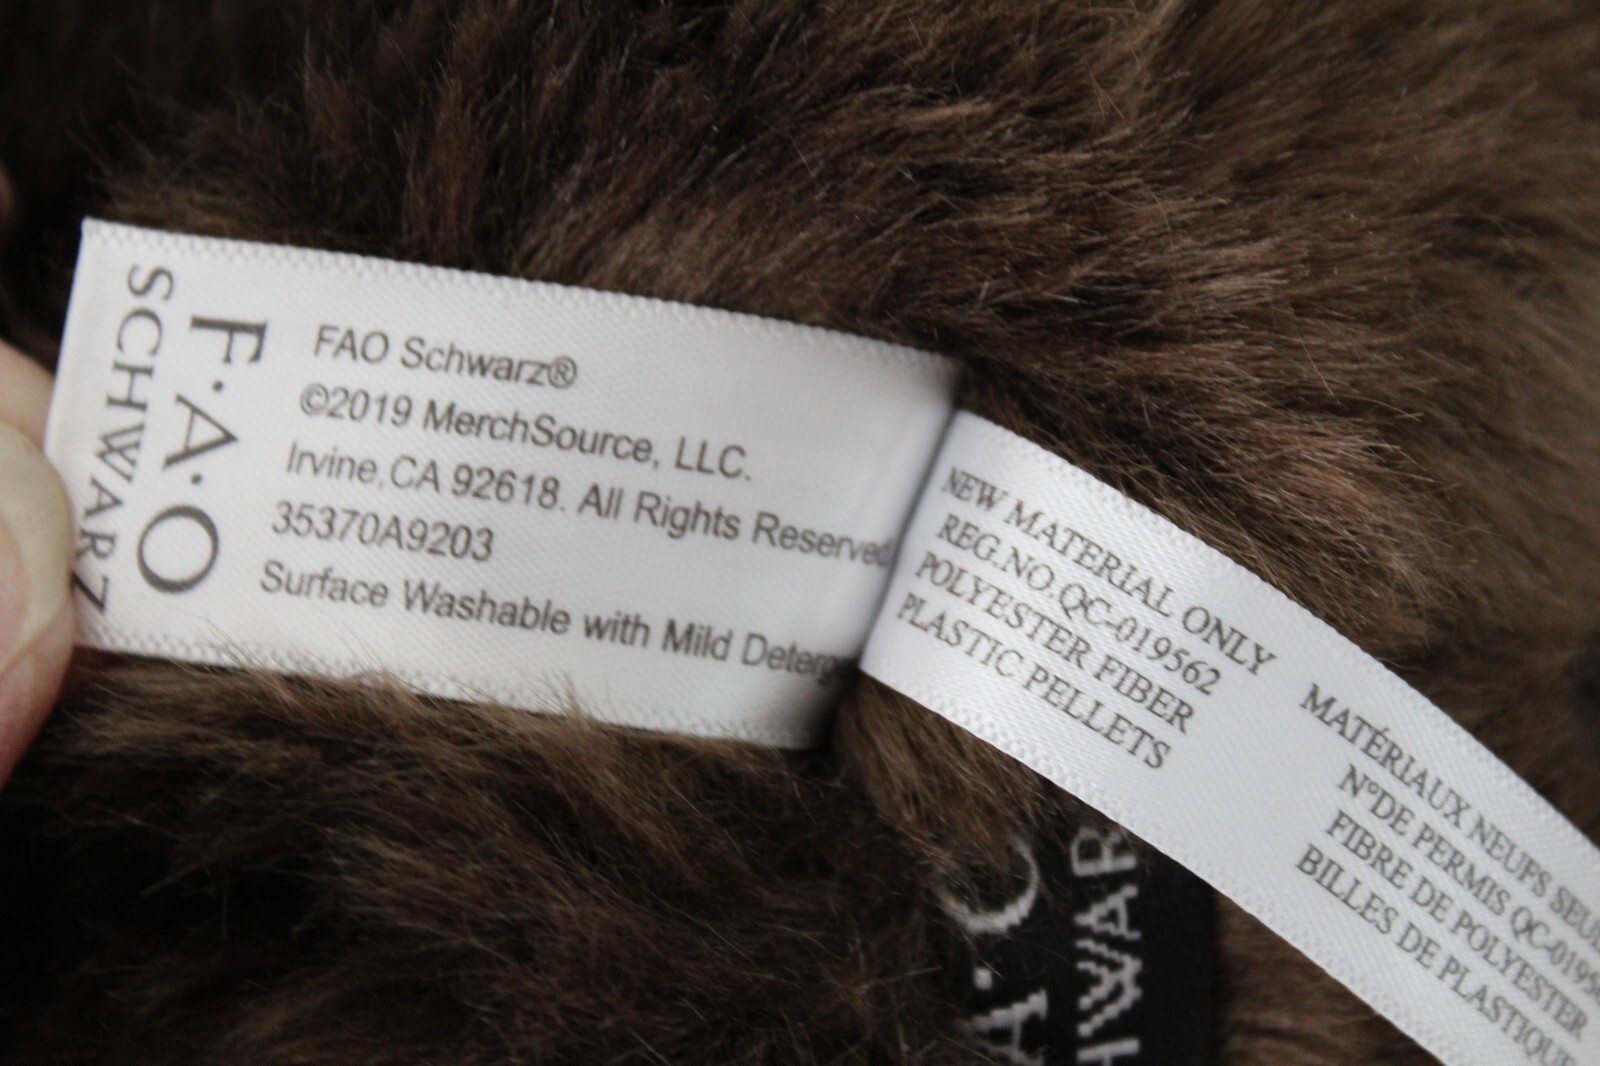 F·A·O
SCHWARZ
FAO Schwarz®
©2019 MerchSource, LLC.
Irvine,CA 92618. All Rights Reserved.
35370A9203
Surface Washable with Mild
NEW MATERIAL ONLY
REG.NO.QC-019562
POLYESTER FIBER
PLASTIC PELLETS
MATÉRIAUX NEUFS
N°DE PERMIS
FIBRE DE POLYESTER
BILLES DE PLASTIQUE